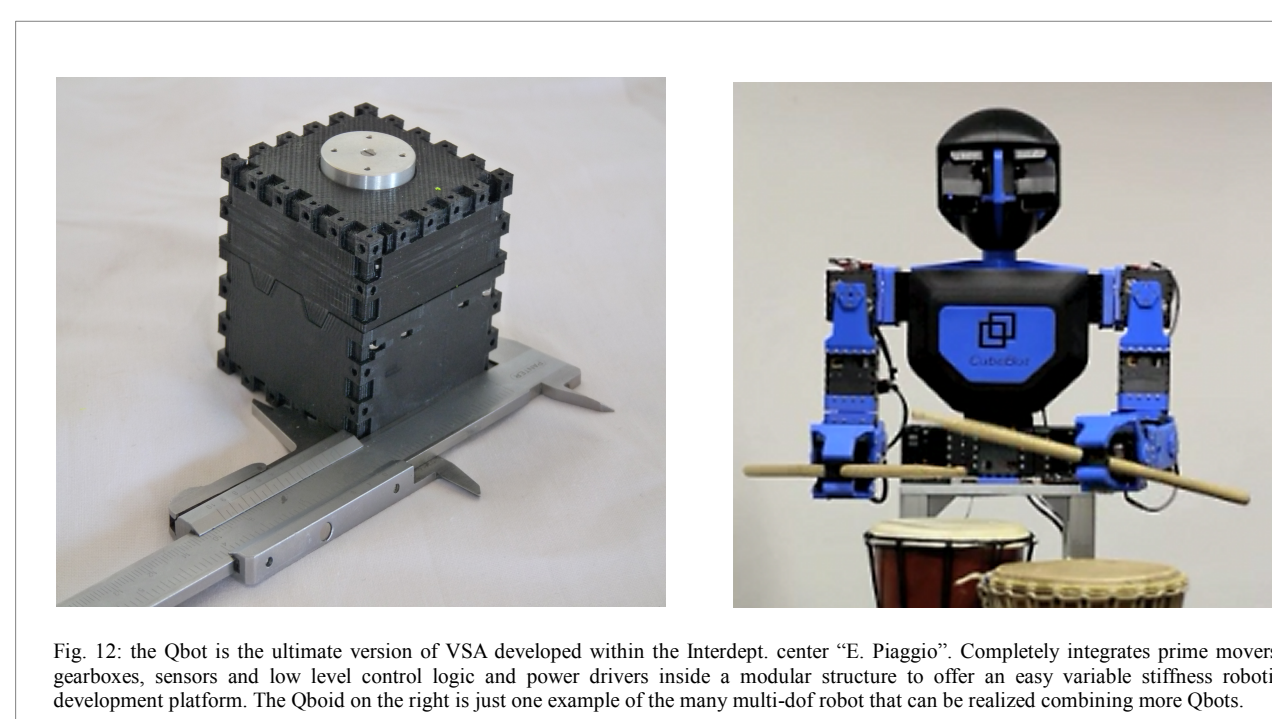 CubeBot
Fig. 12: the Qbot is the ultimate version of VSA developed within the Interdept. center “E. Piaggio”. Completely integrates prime movers
gearboxes, sensors and low level control logic and power drivers inside a modular structure to offer an easy variable stiffness roboti
development platform. The Qboid on the right is just one example of the many multi-dof robot that can be realized combining more Qbots.